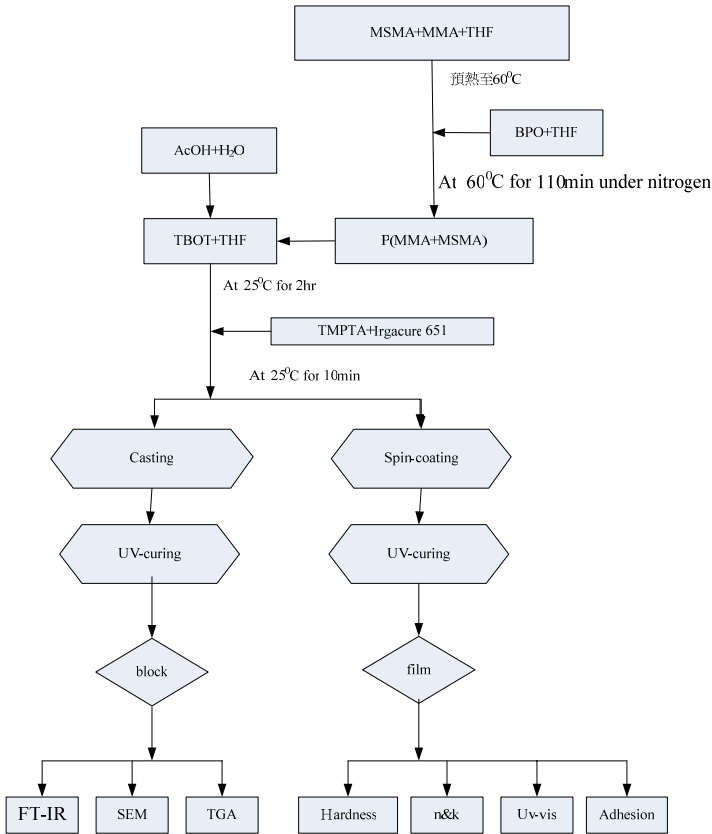 MSMA+MMA+THF
預熱至60⁰C
BPO+THF
AcOH+H₂O
At 60⁰C for 110min under nitrogen
TBOT+THF
P(MMA+MSMA)
At 25⁰C for 2hr
TMPTA+Irgacure 651
At 25⁰C for 10min
Casting
Spin-coating
UV-curing
UV-curing
block
film
FT-IR
SEM
TGA
Hardness
n&k
Uv-vis
Adhesion